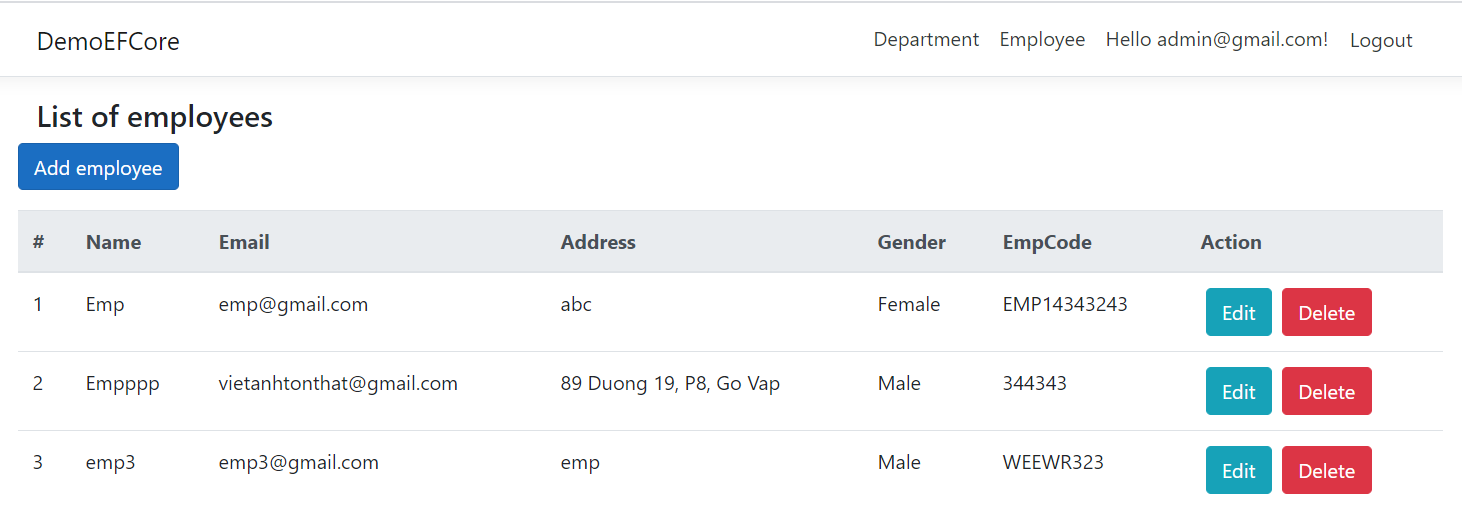 DemoEFCore Department Employee Hello admin@gmail.com! Logout
List of employees
Add employee
# Name Email Address Gender EmpCode Action
1 Emp emp@gmail.com abc Female EMP14343243 Edit Delete
2 Empppp vietanhtonthat@gmail.com 89 Duong 19, P8, Go Vap Male 344343 Edit Delete
3 emp3 emp3@gmail.com emp Male WEEWR323 Edit Delete